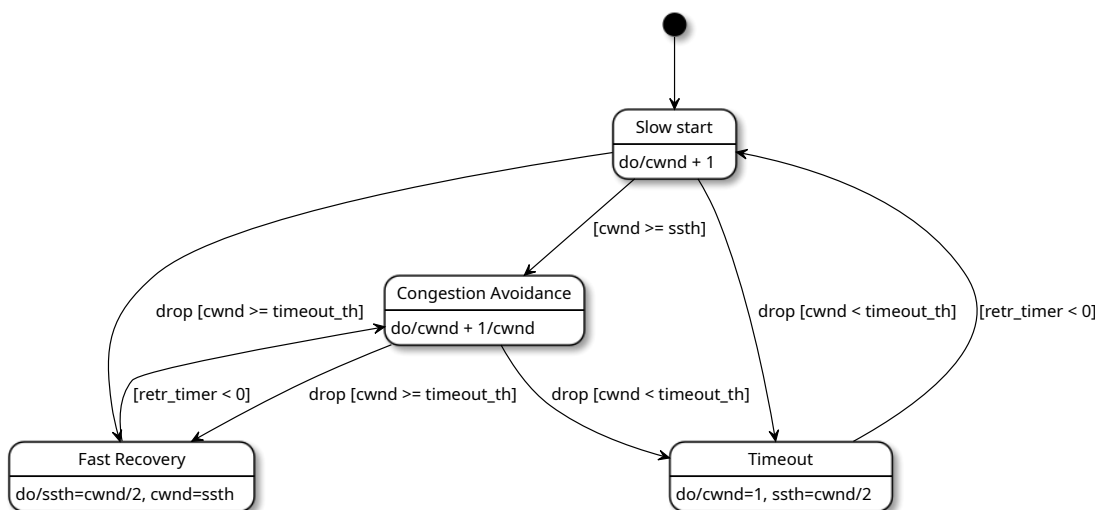 Slow start
do/cwnd + 1
[cwnd >= ssth]
Congestion Avoidance
do/cwnd + 1/cwnd
drop [cwnd >= timeout_th]
drop [cwnd < timeout_th]
[retr_timer < 0]
[retr_timer < 0]
drop [cwnd >= timeout_th]
drop [cwnd < timeout_th]
Fast Recovery
do/ssth=cwnd/2, cwnd=ssth
Timeout
do/cwnd=1, ssth=cwnd/2